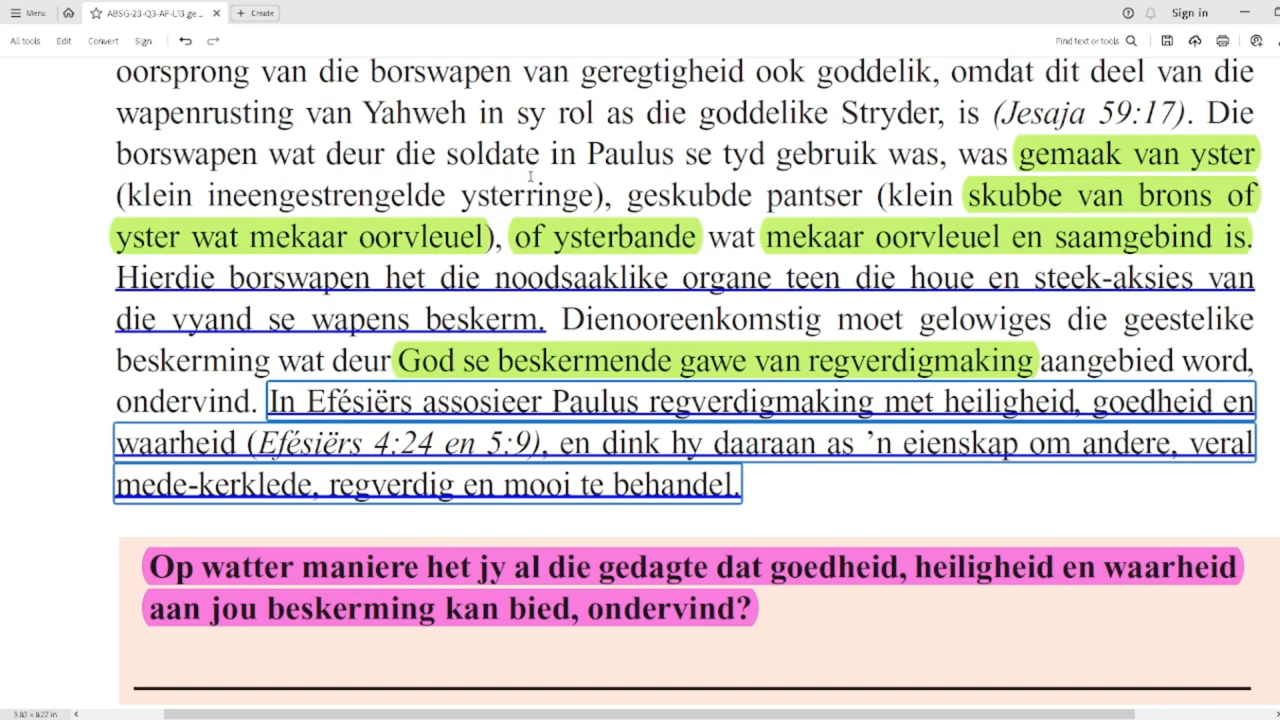 Menu
ABSG-23-Q3-AF-L13 ge ...
Create
Sign in
All tools Edit Convert Sign
Find text or tools
oorsprong van die borswapen van geregtigheid ook goddelik, omdat dit deel van die
wapenrusting van Yahweh in sy rol as die goddelike Stryder, is (Jesaja 59:17). Die
borswapen wat deur die soldate in Paulus se tyd gebruik was, was gemaak van yster
(klein ineengestrengelde ysterringe), geskubde pantser (klein skubbe van brons of
yster wat mekaar oorvleuel), of ysterbande wat mekaar oorvleuel en saamgebind is.
Hierdie borswapen het die noodsaaklike organe teen die houe en steek-aksies van
die vyand se wapens beskerm. Dienooreenkomstig moet gelowiges die geestelike
beskerming wat deur God se beskermende gawe van regverdigmaking aangebied word,
ondervind. In Efésiërs assosieer Paulus regverdigmaking met heiligheid, goedheid en
waarheid (Efésiërs 4:24 en 5:9), en dink hy daaraan as ’n eienskap om andere, veral
mede-kerklede, regverdig en mooi te behandel.
Op watter maniere het jy al die gedagte dat goedheid, heiligheid en waarheid
aan jou beskerming kan bied, ondervind?
5.83 x 8.27 in